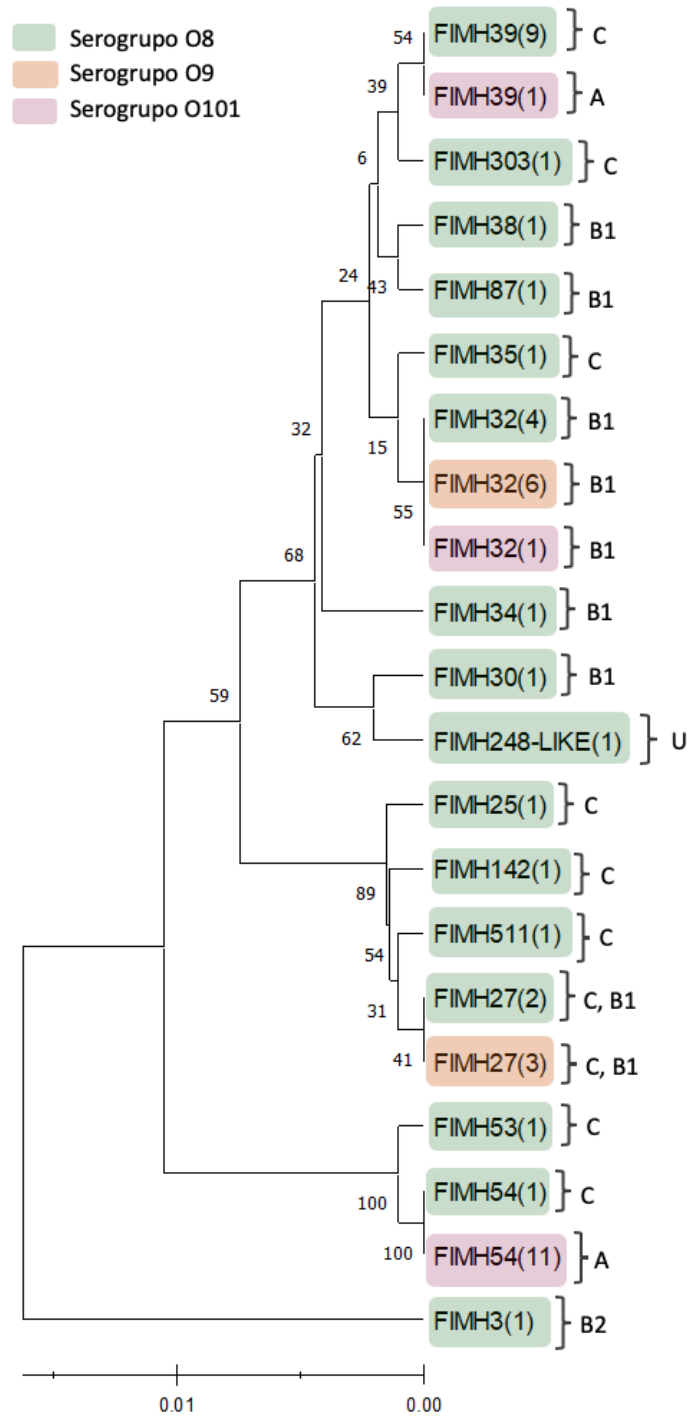 Serogrupo O8
Serogrupo O9
Serogrupo O101
54
FIMH39(9) C
39
FIMH39(1) A
6
FIMH303(1) C
FIMH38(1) B1
24
43
FIMH87(1) B1
FIMH35(1) C
32
FIMH32(4) B1
15
FIMH32(6) B1
55
FIMH32(1) B1
68
FIMH34(1) B1
59
FIMH30(1) B1
62
FIMH248-LIKE(1) U
FIMH25(1) C
89
FIMH142(1) C
54
FIMH511(1) C
31
FIMH27(2) C, B1
41
FIMH27(3) C, B1
FIMH53(1) C
100
FIMH54(1) C
100
FIMH54(11) A
FIMH3(1) B2
0.01 0.00